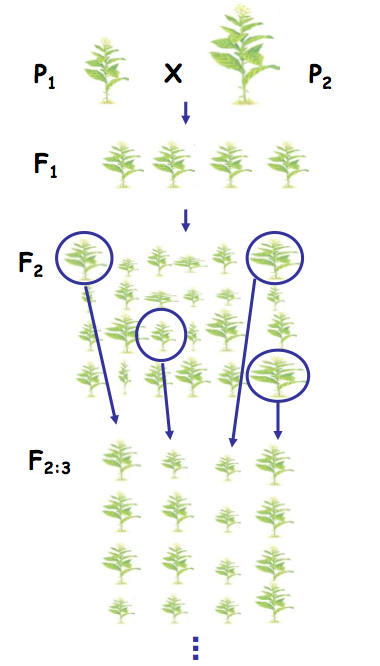 P₁ X P₂
F₁
F₂
F₂:₃